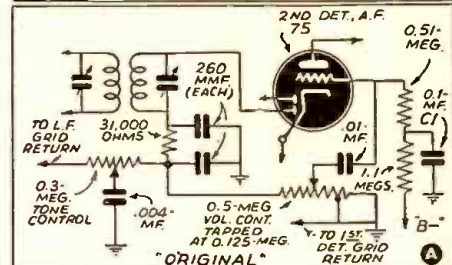 2ND DET., A.F.
75
0.51-
MEG.
260
MMF.
(EACH)
0.1-
MF.
C1
TO I.F.
GRID
RETURN
31,000
OHMS
.01-
MF.
1.1
MEGS.
0.3-
MEG.
TONE
CONTROL
.004-
MF.
0.5-MEG
VOL. CONT.
TAPPED
AT 0.125-MEG.
"B-"
TO 1ST
DET. GRID
RETURN
"ORIGINAL"
A